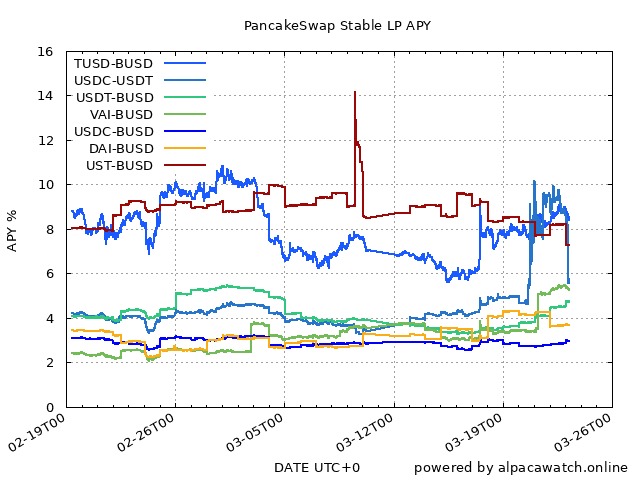 PancakeSwap Stable LP APY
16
14
12
10
8
6
4
2
0
APY %
TUSD-BUSD
USDC-USDT
USDT-BUSD
VAI-BUSD
USDC-BUSD
DAI-BUSD
UST-BUSD
02-19T00
02-26T00
03-05T00
03-12T00
03-19T00
03-26T00
DATE UTC+0
powered by alpacawatch.online